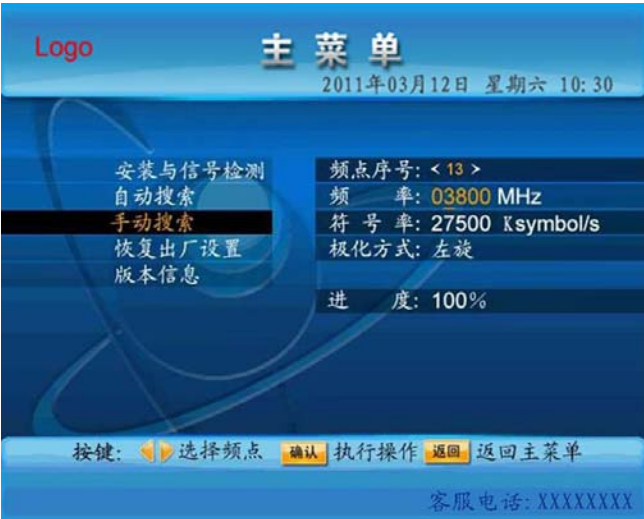 Logo
主菜单
2011年03月12日 星期六 10:30
安装与信号检测
自动搜索
手动搜索
恢复出厂设置
版本信息
频点序号: < 13 >
频 率: 03800 MHz
符 号 率: 27500 Ksymbol/s
极化方式: 左旋
进 度: 100%
按键: 选择频点 确认 执行操作 返回 返回主菜单
客服电话: XXXXXXXX